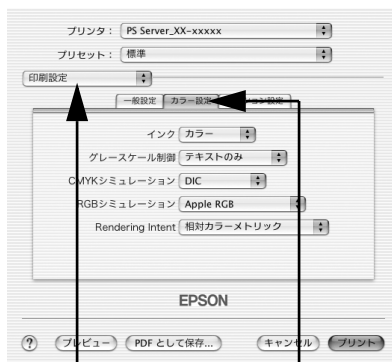 プリンタ： PS Server_XX-xxxxx
プリセット： 標準
印刷設定
一般設定 カラー設定 設定
インク カラー
グレースケール制御 テキストのみ
CMYKシミュレーション DIC
RGBシミュレーション Apple RGB
Rendering Intent 相対カラーメトリック
EPSON
? プレビュー PDF として保存... キャンセル プリント